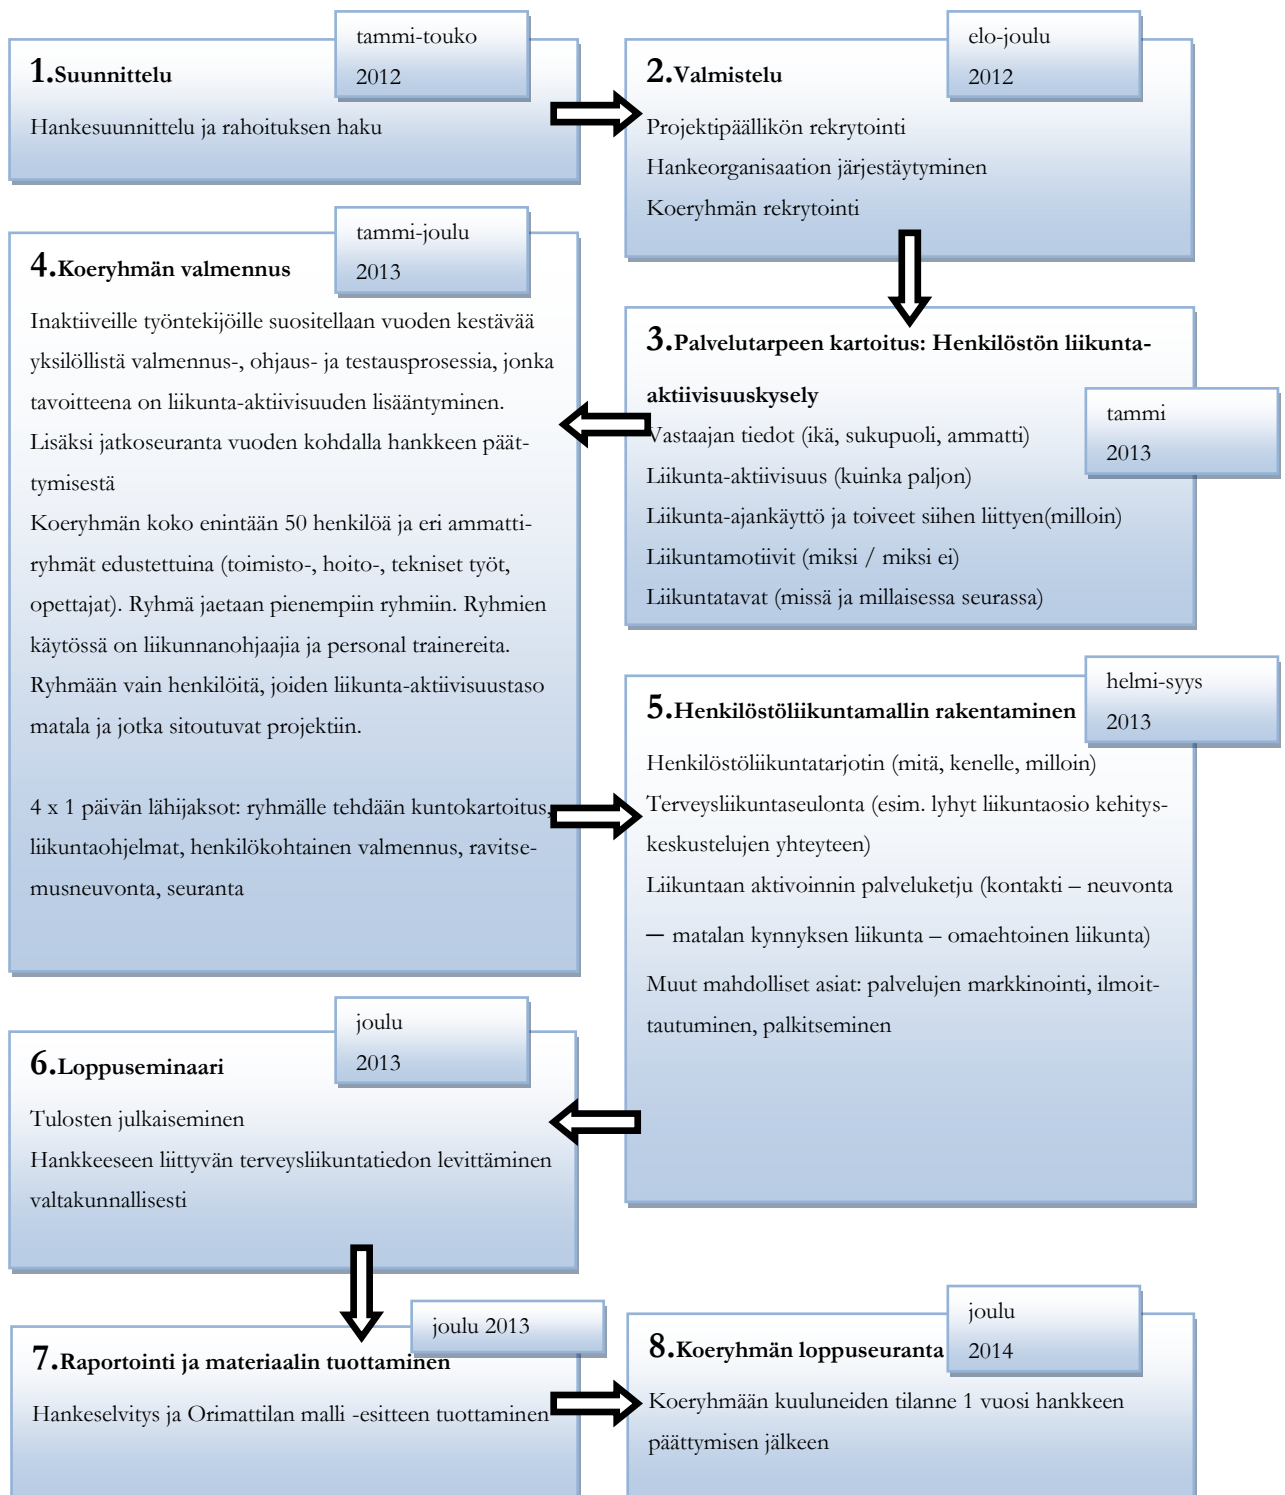 tammi-touko
2012
1.Suunnittelu
Hankesuunnittelu ja rahoituksen haku
elo-joulu
2012
2.Valmistelu
Projektipäällikön rekrytointi
Hankeorganisaation järjestäytyminen
Koeryhmän rekrytointi
3.Palvelutarpeen kartoitus: Henkilöstön liikunta-
aktiivisuuskysely
tammi
2013
Vastaajan tiedot (ikä, sukupuoli, ammatti)
Liikunta-aktiivisuus (kuinka paljon)
Liikunta-ajankäyttö ja toiveet siihen liittyen(milloin)
Liikuntamotiivit (miksi / miksi ei)
Liikuntatavat (missä ja millaisessa seurassa)
tammi-joulu
2013
4.Koeryhmän valmennus
Inaktiiveille työntekijöille suositellaan vuoden kestävää
yksilöllistä valmennus-, ohjaus- ja testausprosessia, jonka
tavoitteena on liikunta-aktiivisuuden lisääntyminen.
Lisäksi jatkoseuranta vuoden kohdalla hankkeen päät-
tymisestä
Koeryhmän koko enintään 50 henkilöä ja eri ammatti-
ryhmät edustettuina (toimisto-, hoito-, tekniset työt,
opettajat). Ryhmä jaetaan pienempiin ryhmiin. Ryhmien
käytössä on liikunnanohjaajia ja personal trainereita.
Ryhmään vain henkilöitä, joiden liikunta-aktiivisuustaso
matala ja jotka sitoutuvat projektiin.
4 x 1 päivän lähijaksot: ryhmälle tehdään kuntokartoitus,
liikuntaohjelmat, henkilökohtainen valmennus, ravitse-
musneuvonta, seuranta
helmi-syys
2013
5.Henkilöstöliikuntamallin rakentaminen
Henkilöstöliikuntatarjotin (mitä, kenelle, milloin)
Terveysliikuntaseulonta (esim. lyhyt liikuntaosio kehitys-
keskustelujen yhteyteen)
Liikuntaan aktivoinnin palveluketju (kontakti – neuvonta
– matalan kynnyksen liikunta – omaehtoinen liikunta)
Muut mahdolliset asiat: palvelujen markkinointi, ilmoit-
tautuminen, palkitseminen
joulu
2013
6.Loppuseminaari
Tulosten julkaiseminen
Hankkeeseen liittyvän terveysliikuntatiedon levittäminen
valtakunnallisesti
joulu 2013
7.Raportointi ja materiaalin tuottaminen
Hankeselvitys ja Orimattilan malli -esitteen tuottaminen
joulu
2014
8.Koeryhmän loppuseuranta
Koeryhmään kuuluneiden tilanne 1 vuosi hankkeen
päättymisen jälkeen